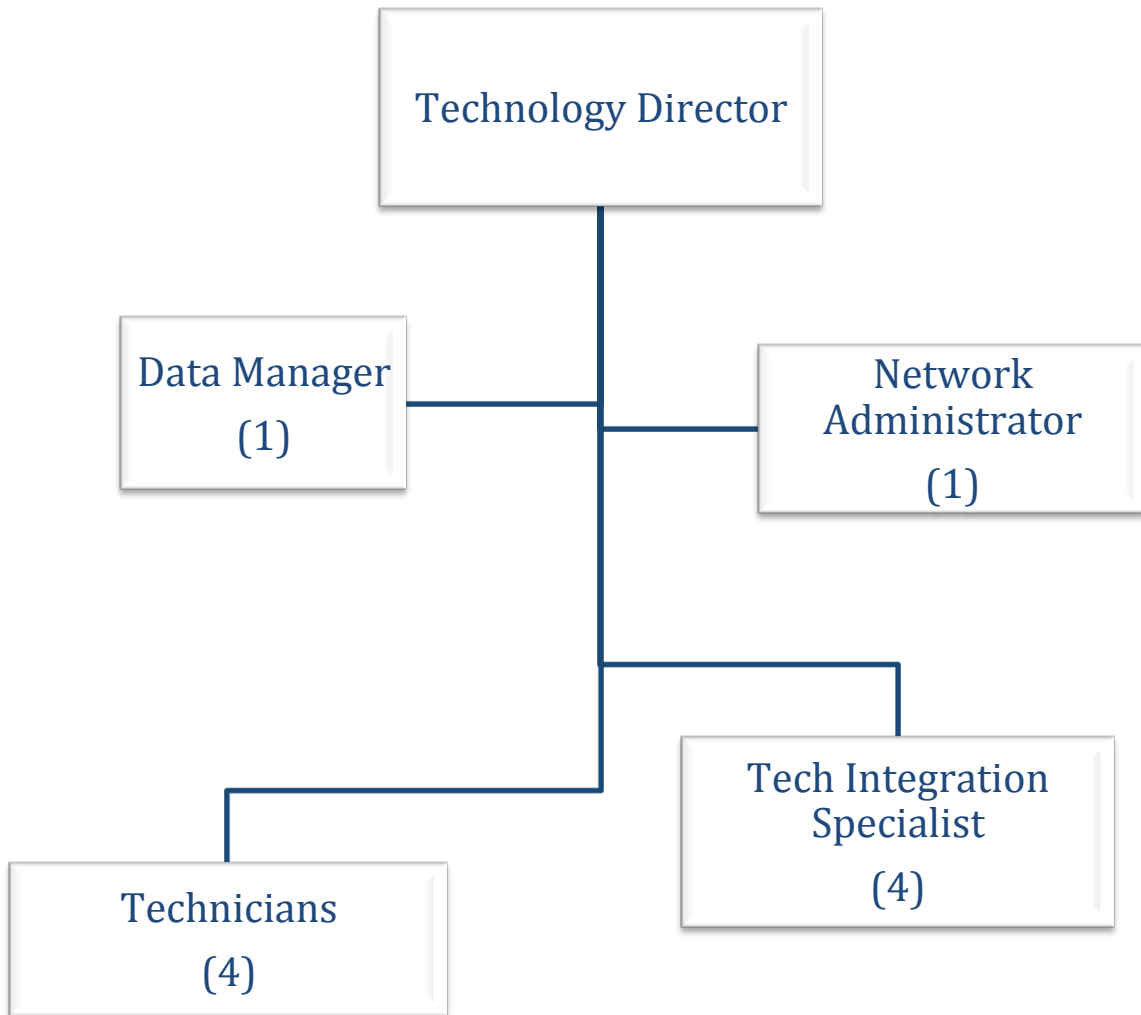 Technology Director
Data Manager
(1)
Network
Administrator
(1)
Tech Integration
Specialist
(4)
Technicians
(4)